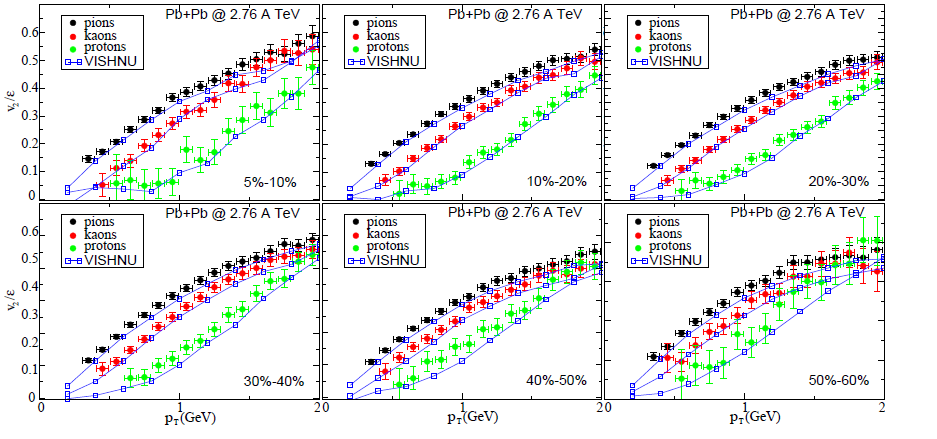 Pb+Pb @ 2.76 A TeV
pions
kaons
protons
VISHNU
5%-10%
0.6
0.5
0.4
0.3
0.2
0.1
0
v₂/ε
Pb+Pb @ 2.76 A TeV
pions
kaons
protons
VISHNU
10%-20%
Pb+Pb @ 2.76 A TeV
pions
kaons
protons
VISHNU
20%-30%
Pb+Pb @ 2.76 A TeV
pions
kaons
protons
VISHNU
30%-40%
0.6
0.5
0.4
0.3
0.2
0.1
0
v₂/ε
0 1 2
p_T(GeV)
Pb+Pb @ 2.76 A TeV
pions
kaons
protons
VISHNU
40%-50%
0 1 2
p_T(GeV)
Pb+Pb @ 2.76 A TeV
pions
kaons
protons
VISHNU
50%-60%
0 1 2
p_T(GeV)